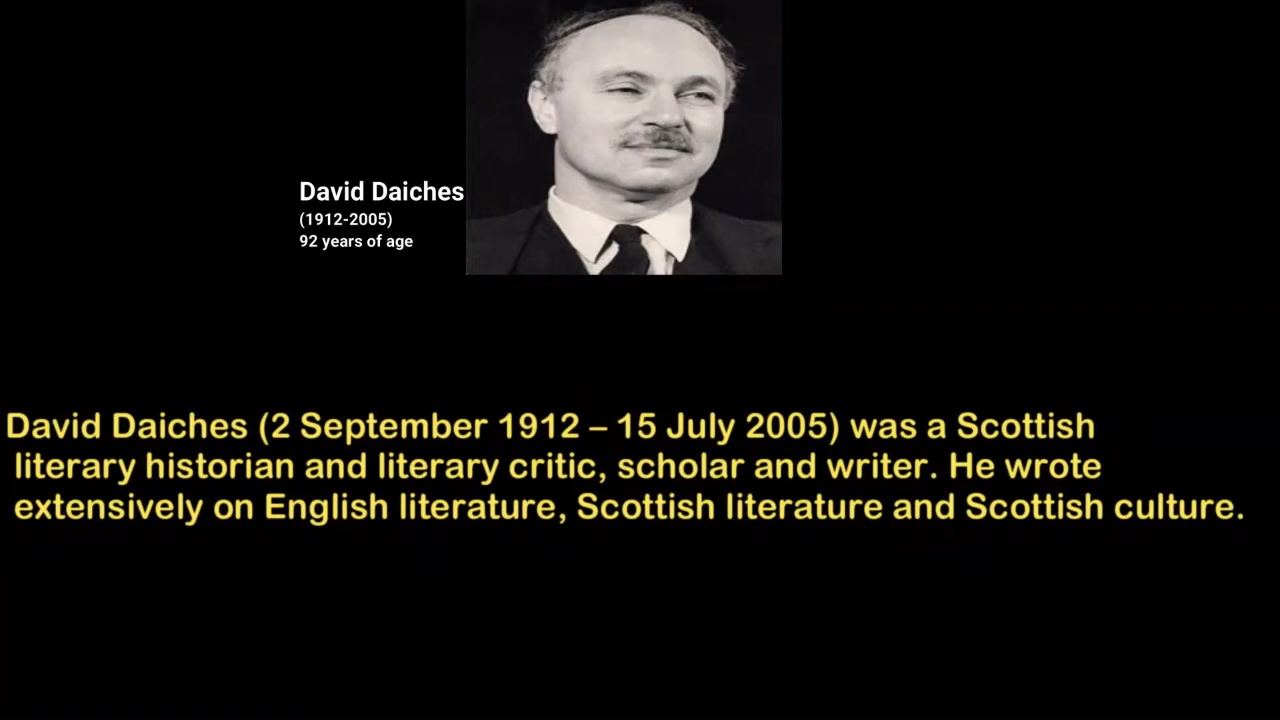 David Daiches
(1912-2005)
92 years of age
David Daiches (2 September 1912 – 15 July 2005) was a Scottish
literary historian and literary critic, scholar and writer. He wrote
extensively on English literature, Scottish literature and Scottish culture.